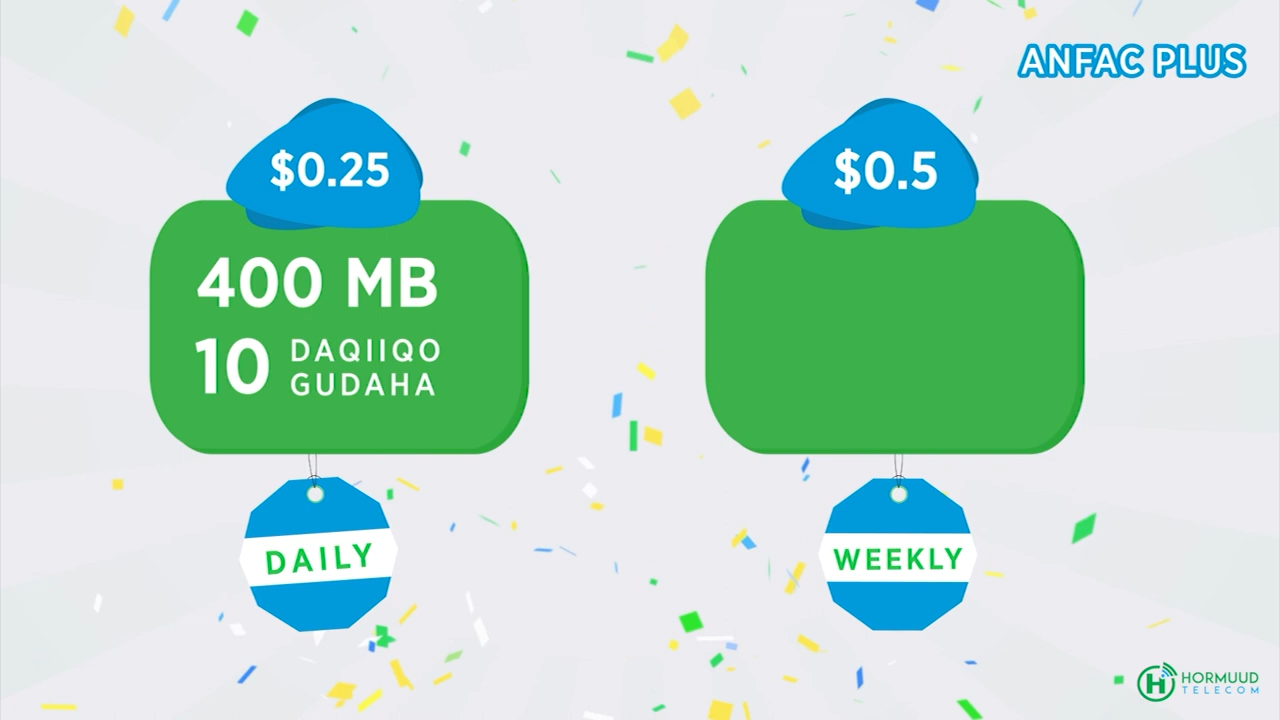 ANFAC PLUS
$0.25
400 MB
10 DAQIIQO
GUDAHA
DAILY
$0.5
WEEKLY
HORMUUD
TELECOM